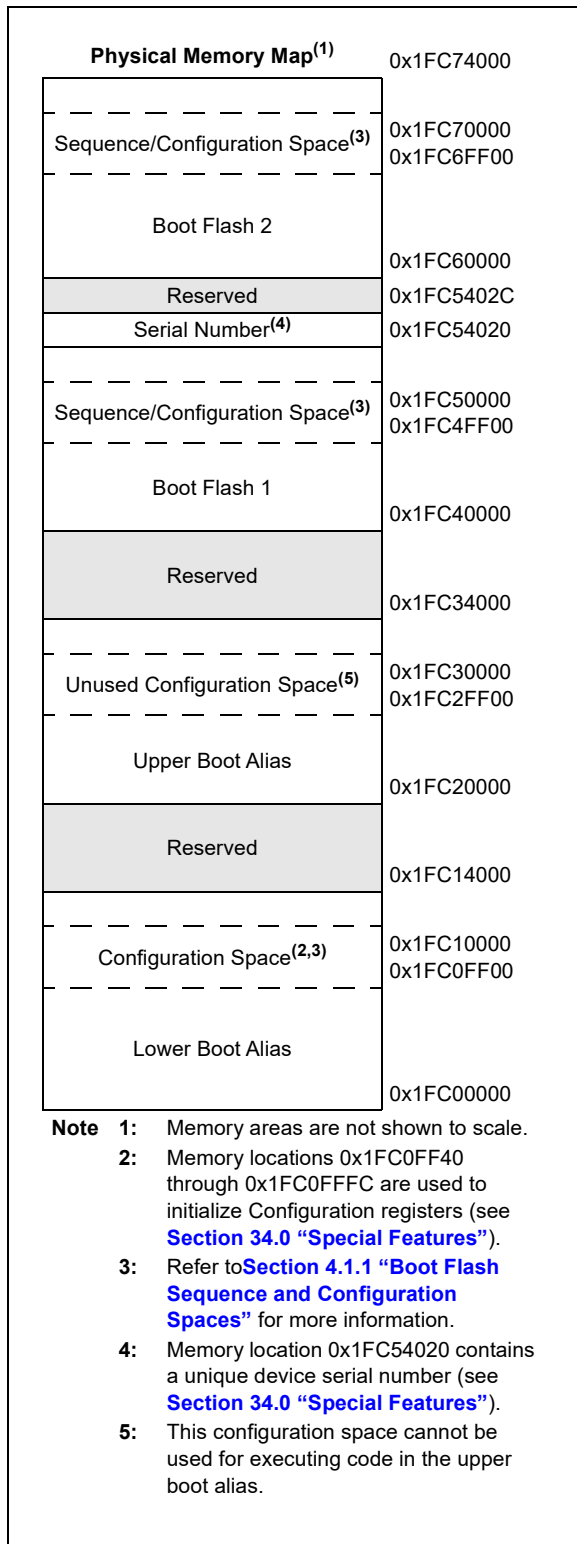 Physical Memory Map(1) 0x1FC74000
Sequence/Configuration Space(3) 0x1FC70000
0x1FC6FF00
Boot Flash 2
0x1FC60000
Reserved 0x1FC5402C
Serial Number(4) 0x1FC54020
Sequence/Configuration Space(3) 0x1FC50000
0x1FC4FF00
Boot Flash 1
0x1FC40000
Reserved
0x1FC34000
Unused Configuration Space(5) 0x1FC30000
0x1FC2FF00
Upper Boot Alias
0x1FC20000
Reserved
0x1FC14000
Configuration Space(2,3) 0x1FC10000
0x1FC0FF00
Lower Boot Alias
0x1FC00000
Note 1: Memory areas are not shown to scale.
2: Memory locations 0x1FC0FF40
through 0x1FC0FFFC are used to
initialize Configuration registers (see
Section 34.0 “Special Features”).
3: Refer toSection 4.1.1 “Boot Flash
Sequence and Configuration
Spaces” for more information.
4: Memory location 0x1FC54020 contains
a unique device serial number (see
Section 34.0 “Special Features”).
5: This configuration space cannot be
used for executing code in the upper
boot alias.